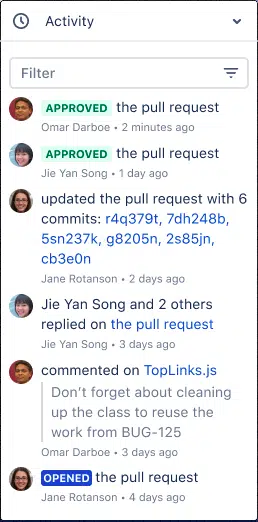 Activity
Filter
APPROVED the pull request
Omar Darboe • 2 minutes ago
APPROVED the pull request
Jie Yan Song • 1 day ago
updated the pull request with 6
commits: r4q379t, 7dh248b,
5sn237k, g8205n, 2s85jn,
cb3e0n
Jane Rotanson • 2 days ago
Jie Yan Song and 2 others
replied on the pull request
Jie Yan Song • 3 days ago
commented on TopLinks.js
Don’t forget about cleaning
up the class to reuse the
work from BUG-125
Omar Darboe • 3 days ago
OPENED the pull request
Jane Rotanson • 4 days ago